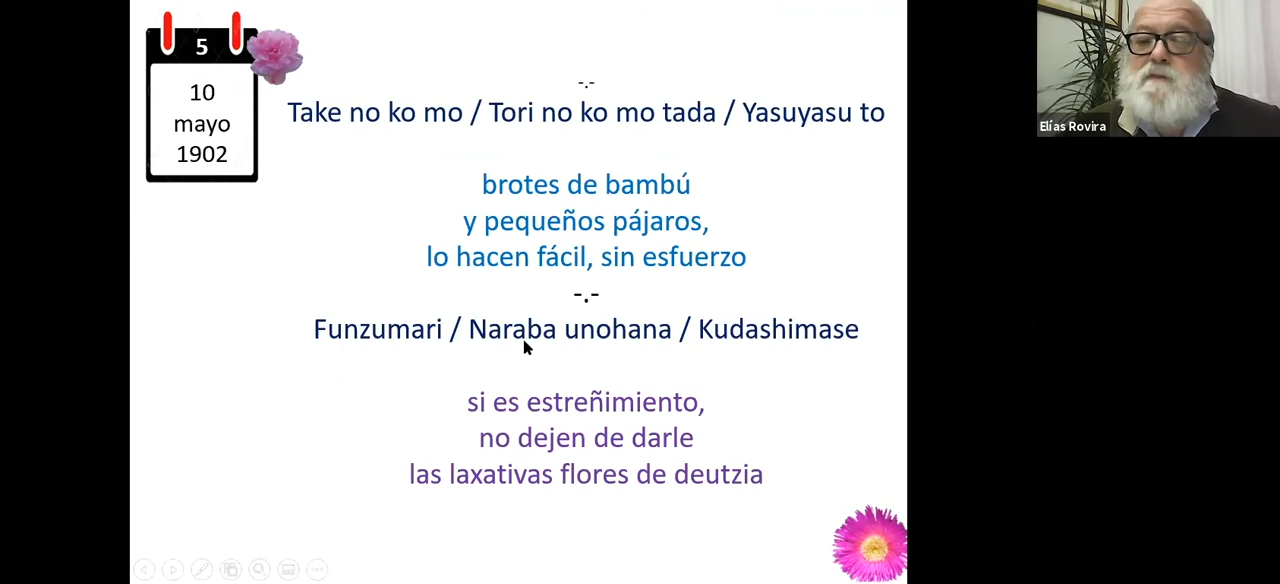 5
10
mayo
1902
-.-
Take no ko mo / Tori no ko mo tada / Yasuyasu to
brotes de bambú
y pequeños pájaros,
lo hacen fácil, sin esfuerzo
-.-
Funzumari / Naraba unohana / Kudashimase
si es estreñimiento,
no dejen de darle
las laxativas flores de deutzia
Elías Rovira